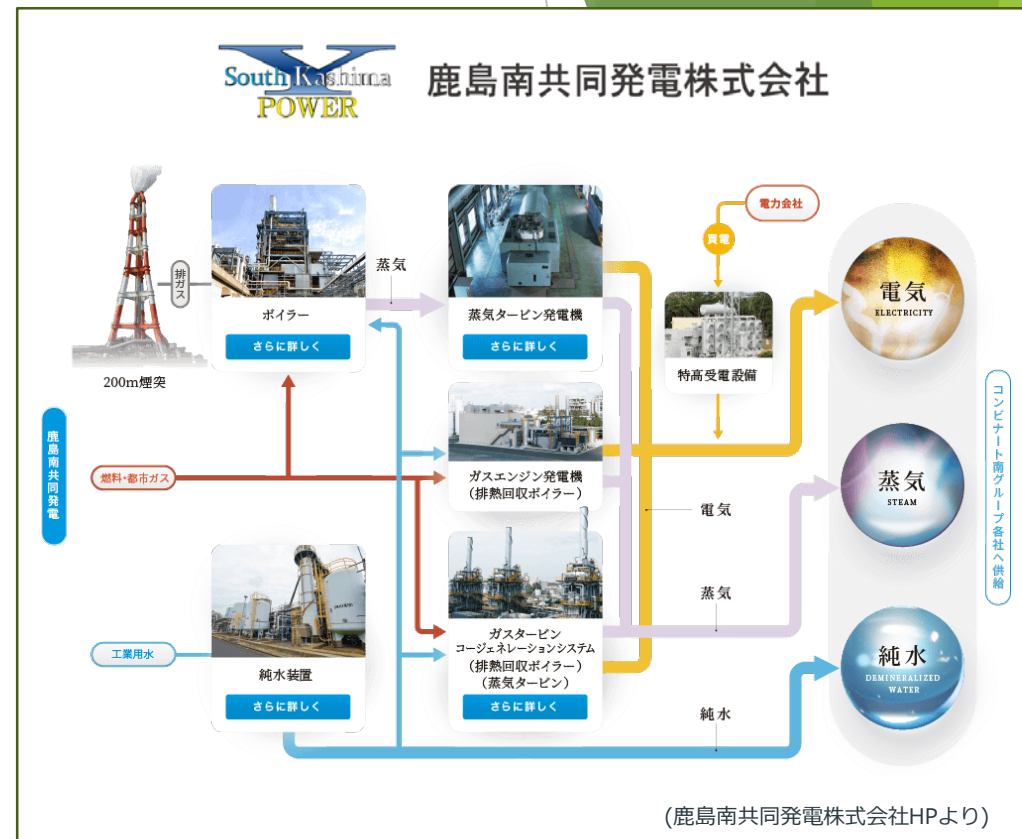 South Kashima
POWER
鹿島南共同発電株式会社
電力会社
買電
排ガス
蒸気
ボイラー
さらに詳しく
蒸気タービン発電機
さらに詳しく
特高受電設備
電気
ELECTRICITY
200m煙突
鹿島南共同発電
燃料・都市ガス
ガスエンジン発電機
(排熱回収ボイラー)
電気
蒸気
STEAM
コンビナート南グループ各社へ供給
工業用水
純水装置
さらに詳しく
ガスタービン
コージェネレーションシステム
(排熱回収ボイラー)
(蒸気タービン)
さらに詳しく
蒸気
純水
純水
DEMINERALIZED
WATER
(鹿島南共同発電株式会社HPより)